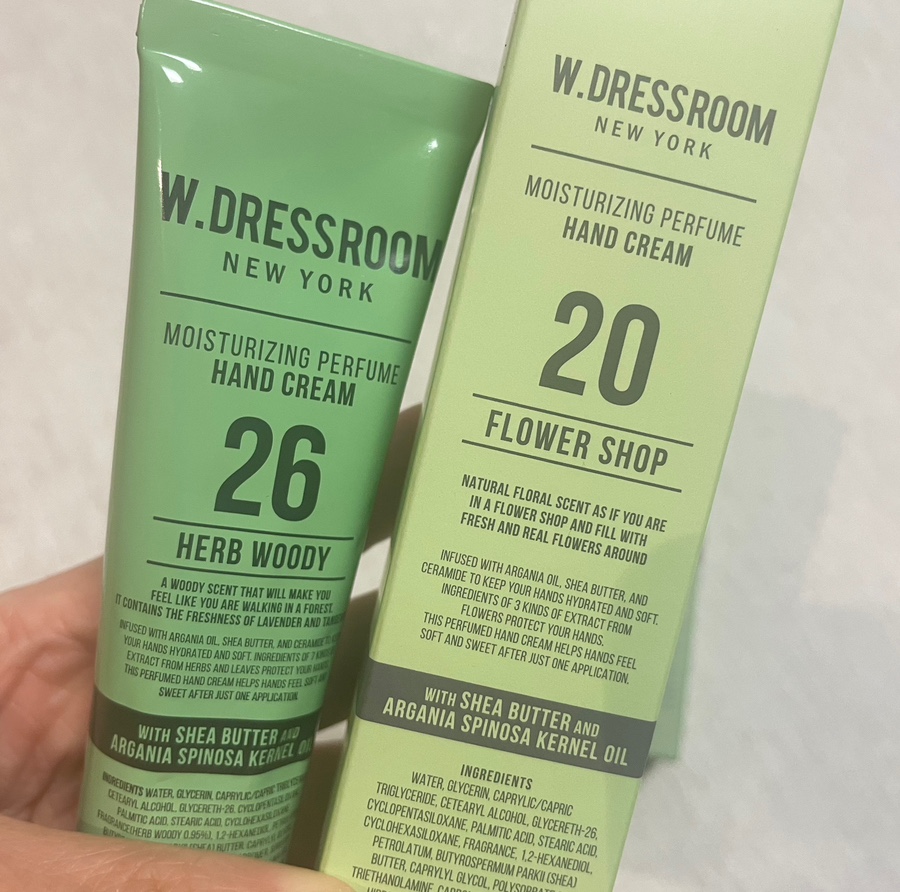 W.DRESSROOM
NEW YORK
MOISTURIZING PERFUME
HAND CREAM
26
HERB WOODY
A WOODY SCENT THAT WILL MAKE YOU
FEEL LIKE YOU ARE WALKING IN A FOREST.
IT CONTAINS THE FRESHNESS OF LAVENDER AND
INFUSED WITH ARGANIA OIL, SHEA BUTTER, AND CERAMIDE
YOUR HANDS HYDRATED AND SOFT. INGREDIENTS OF 7
EXTRACT FROM HERBS AND LEAVES PROTECT YOUR
THIS PERFUMED HAND CREAM HELPS HANDS FEEL SOFT
SWEET AFTER JUST ONE APPLICATION.
WITH SHEA BUTTER AND
ARGANIA SPINOSA KERNEL OIL
INGREDIENTS WATER, GLYCERIN, CAPRYLIC/CAPRIC
CETEARYL ALCOHOL, GLYCERETH-26,
PALMITIC ACID, STEARIC ACID,
FRAGRANCE(HERB WOODY 0.95%), 1,2-HEXANEDIOL,
W.DRESSROOM
NEW YORK
MOISTURIZING PERFUME
HAND CREAM
20
FLOWER SHOP
NATURAL FLORAL SCENT AS IF YOU ARE
IN A FLOWER SHOP AND FILL WITH
FRESH AND REAL FLOWERS AROUND
INFUSED WITH ARGANIA OIL, SHEA BUTTER, AND
CERAMIDE TO KEEP YOUR HANDS HYDRATED AND SOFT.
INGREDIENTS OF 3 KINDS OF EXTRACT FROM
FLOWERS PROTECT YOUR HANDS.
THIS PERFUMED HAND CREAM HELPS HANDS FEEL
SOFT AND SWEET AFTER JUST ONE APPLICATION.
WITH SHEA BUTTER AND
ARGANIA SPINOSA KERNEL OIL
INGREDIENTS
WATER, GLYCERIN, CAPRYLIC/CAPRIC
TRIGLYCERIDE, CETEARYL ALCOHOL, GLYCERETH-26,
CYCLOPENTASILOXANE, PALMITIC ACID, STEARIC ACID,
CYCLOHEXASILOXANE, FRAGRANCE, 1,2-HEXANEDIOL,
PETROLATUM, BUTYROSPERMUM PARKII (SHEA)
BUTTER, CAPRYLYL GLYCOL,
TRIETHANOLAMINE,